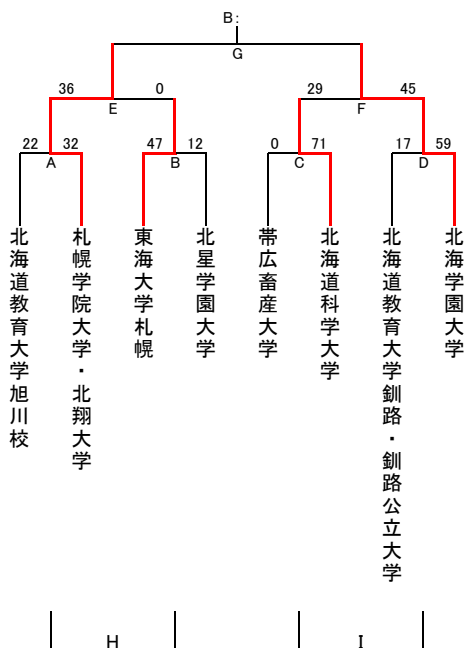 B:
G
36 0 29 45
E F
22 32 47 12 0 71 17 59
A B C D
北海道教育大学旭川校
札幌学院大学・北翔大学
東海大学札幌
北星学園大学
帯広畜産大学
北海道科学大学
北海道教育大学釧路・釧路公立大学
北海学園大学
H I